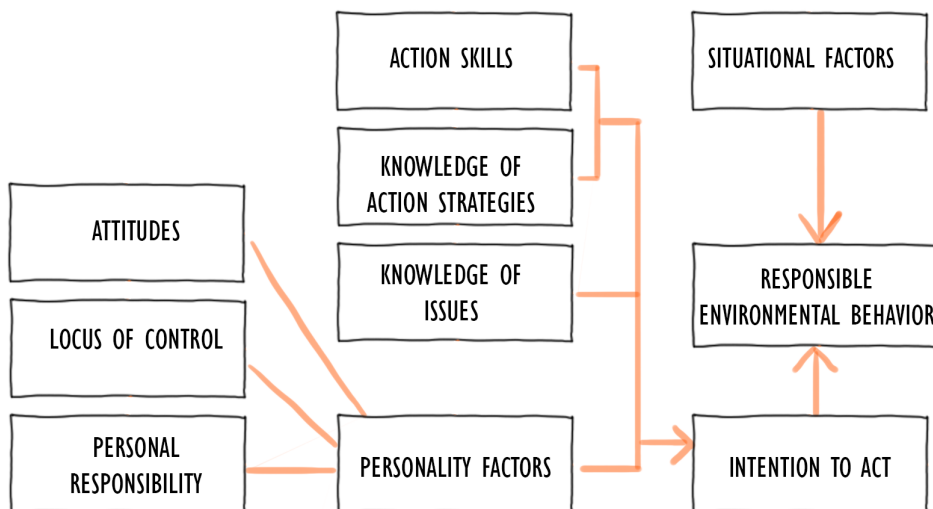 ACTION SKILLS
SITUATIONAL FACTORS
KNOWLEDGE OF
ACTION STRATEGIES
ATTITUDES
KNOWLEDGE OF
ISSUES
RESPONSIBLE
ENVIRONMENTAL BEHAVIOR
LOCUS OF CONTROL
PERSONAL
RESPONSIBILITY
PERSONALITY FACTORS
INTENTION TO ACT